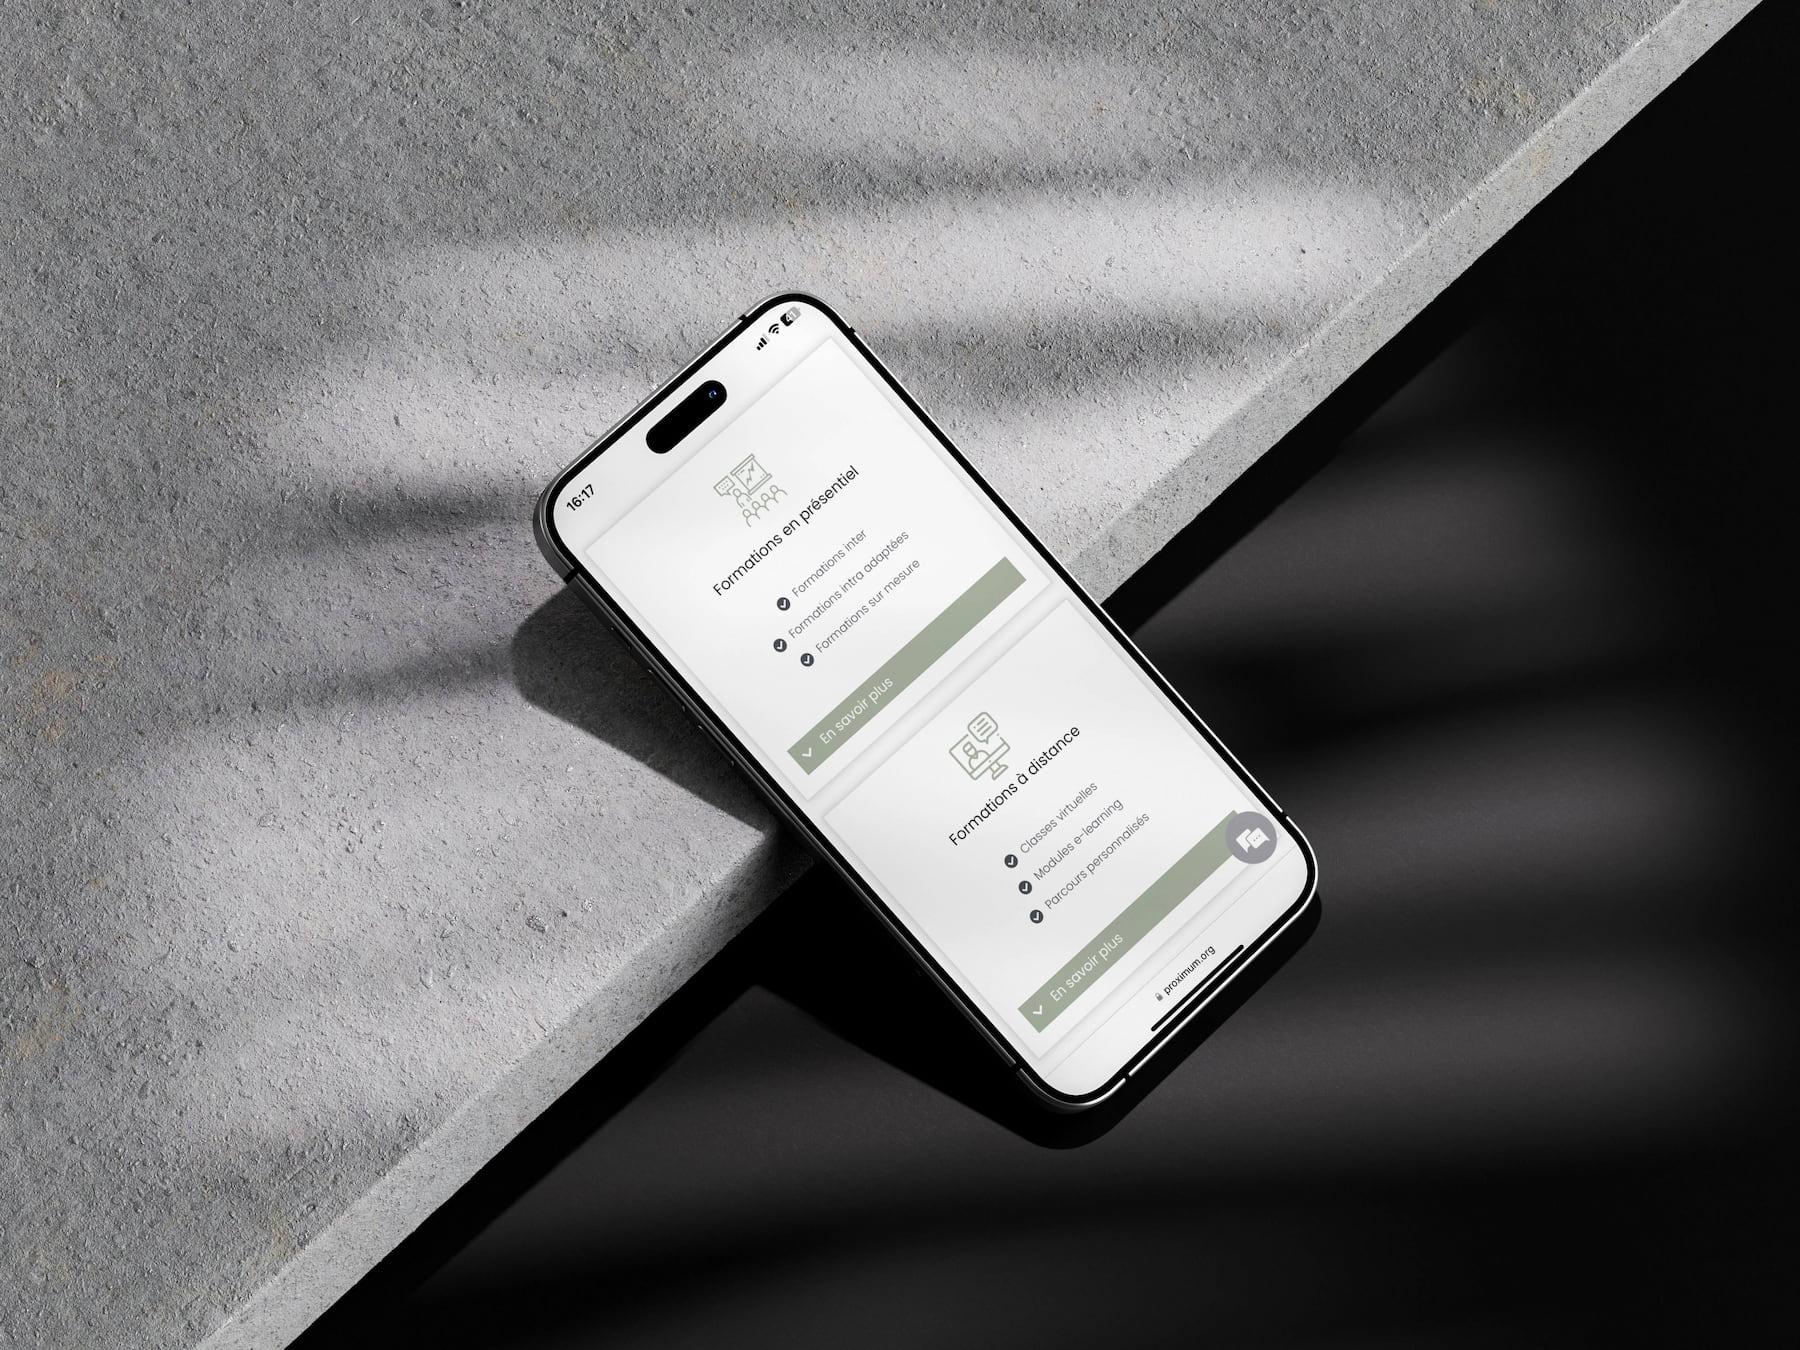 16:17
41
Formations en présentiel
Formations inter
Formations intra adaptées
Formations sur mesure
En savoir plus
Formations à distance
Classes virtuelles
Modules e-learning
Parcours personnalisés
En savoir plus
proximum.org